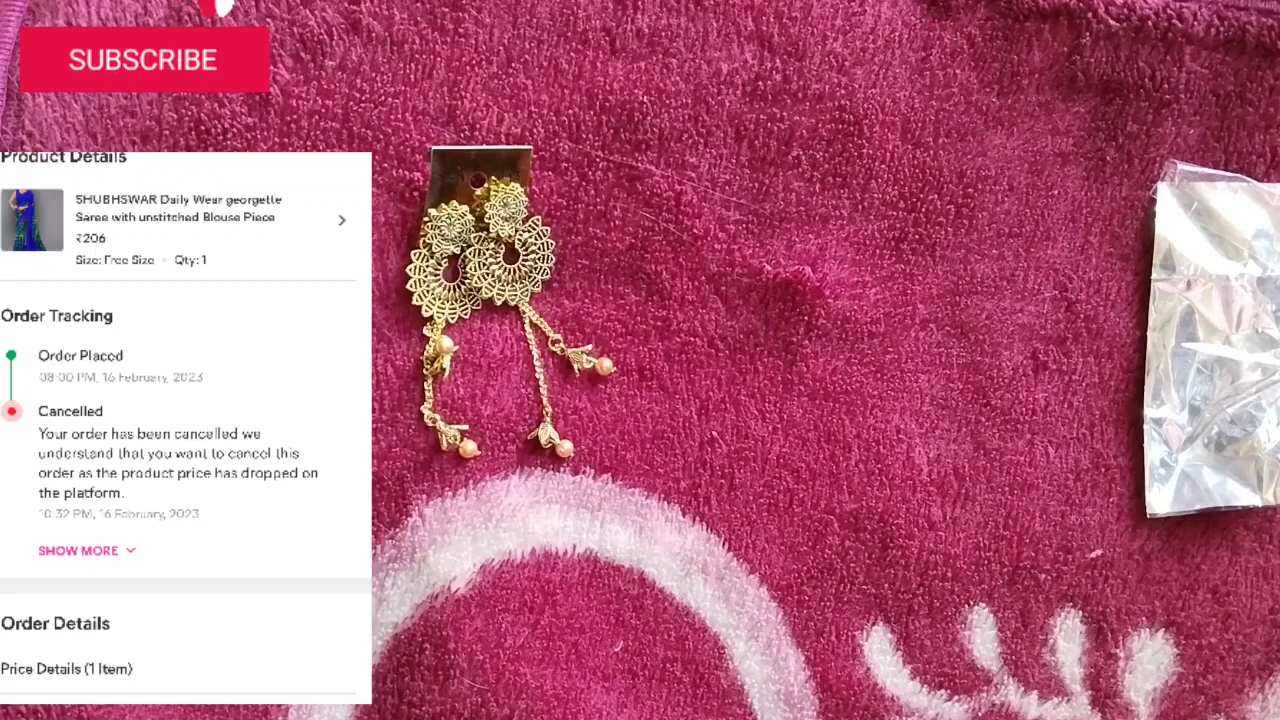 SUBSCRIBE
Product Details
SHUBHSWAR Daily Wear georgette
Saree with unstitched Blouse Piece
₹206
Size: Free Size • Qty: 1
Order Tracking
Order Placed
08:00 PM, 16 February, 2023
Cancelled
Your order has been cancelled we
understand that you want to cancel this
order as the product price has dropped on
the platform.
10:32 PM, 16 February, 2023
SHOW MORE
Order Details
Price Details (1 Item)